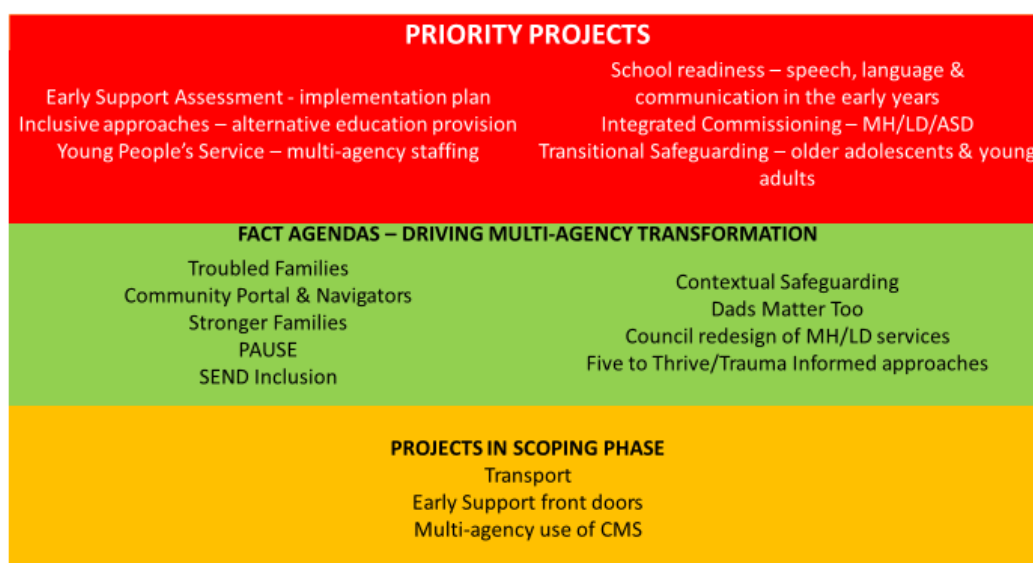 PRIORITY PROJECTS
Early Support Assessment - implementation plan
Inclusive approaches – alternative education provision
Young People's Service – multi-agency staffing
School readiness – speech, language &
communication in the early years
Integrated Commissioning – MH/LD/ASD
Transitional Safeguarding – older adolescents & young
adults
FACT AGENDAS – DRIVING MULTI-AGENCY TRANSFORMATION
Troubled Families
Community Portal & Navigators
Stronger Families
PAUSE
SEND Inclusion
Contextual Safeguarding
Dads Matter Too
Council redesign of MH/LD services
Five to Thrive/Trauma Informed approaches
PROJECTS IN SCOPING PHASE
Transport
Early Support front doors
Multi-agency use of CMS